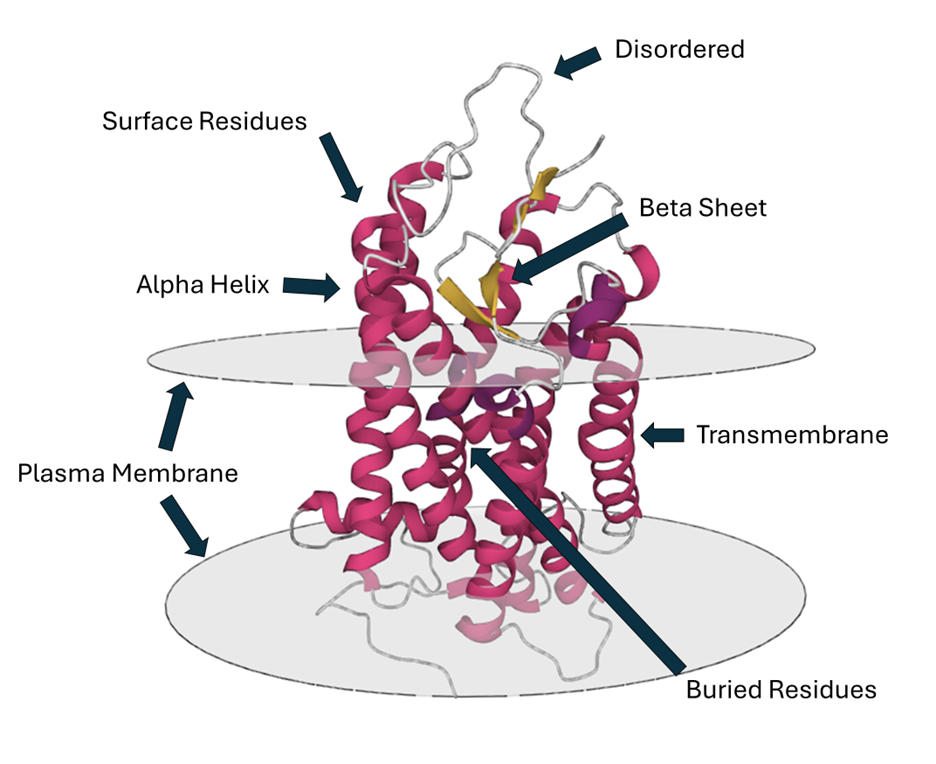 Disordered
Surface Residues
Beta Sheet
Alpha Helix
Transmembrane
Plasma Membrane
Buried Residues